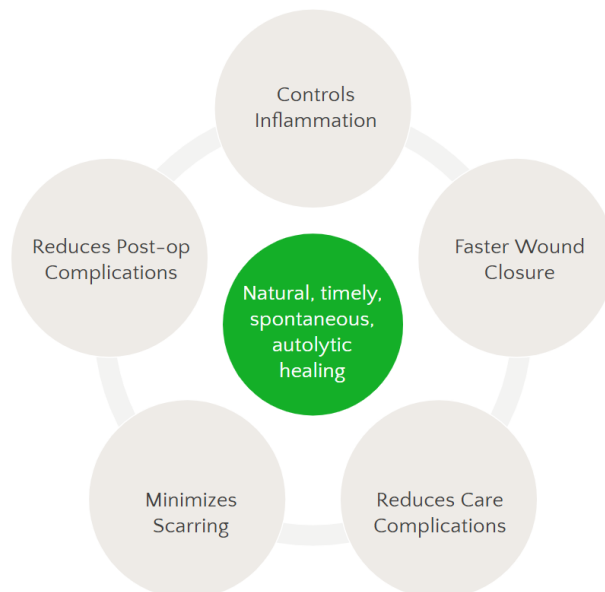 Controls
Inflammation
Reduces Post-op
Complications
Faster Wound
Closure
Natural, timely,
spontaneous,
autolytic
healing
Minimizes
Scarring
Reduces Care
Complications